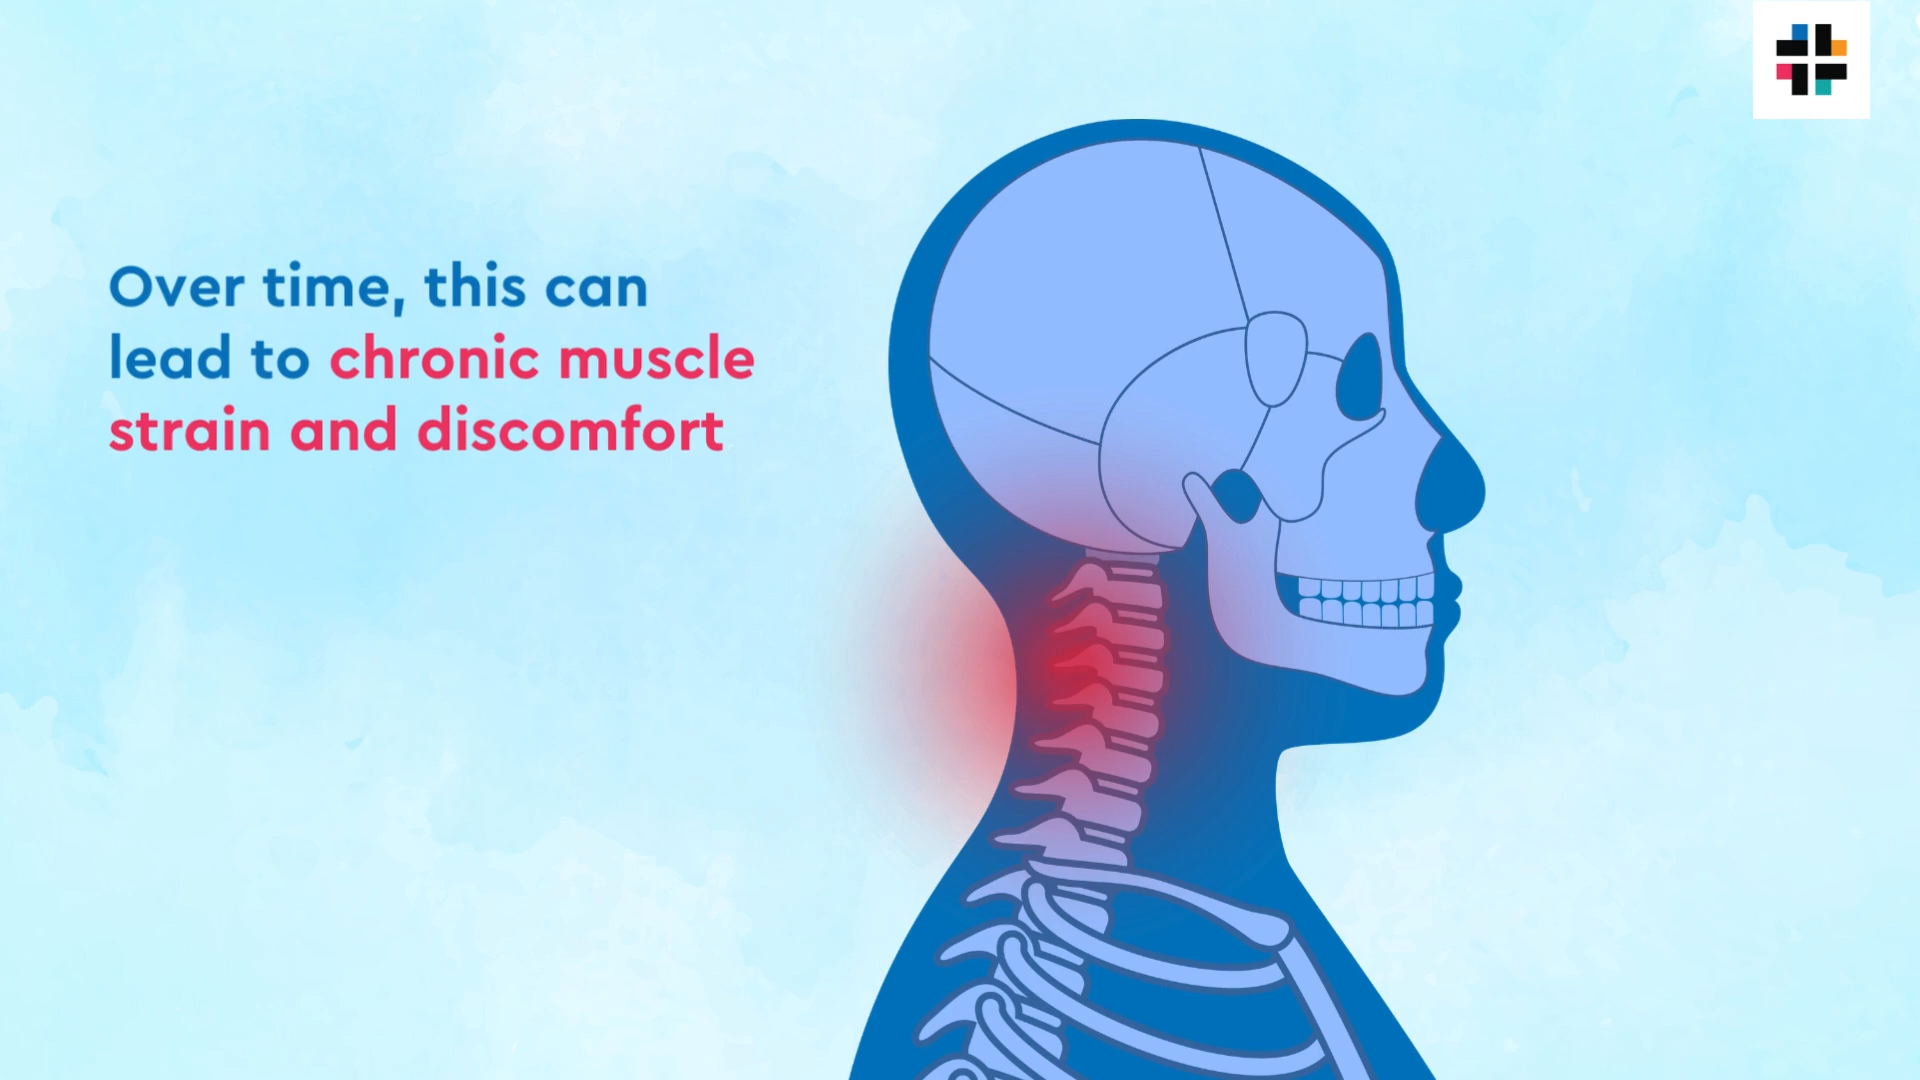 Over time, this can
lead to chronic muscle
strain and discomfort